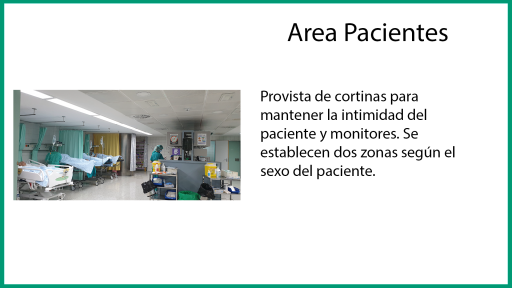 Area Pacientes
Provista de cortinas para
mantener la intimidad del
paciente y monitores. Se
establecen dos zonas según el
sexo del paciente.